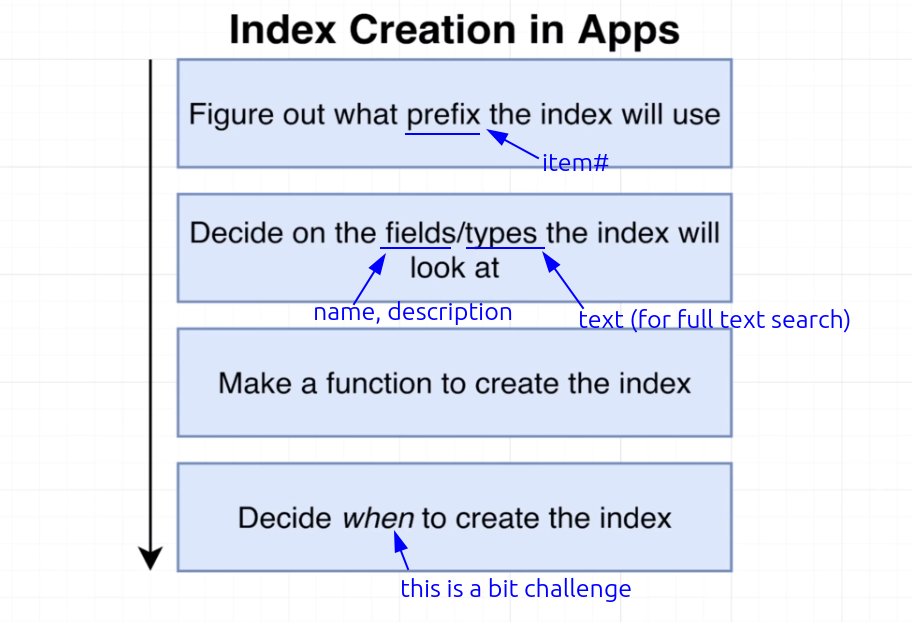 Index Creation in Apps
Figure out what prefix the index will use
item#
Decide on the fields/types the index will
look at
name, description
text (for full text search)
Make a function to create the index
Decide when to create the index
this is a bit challenge